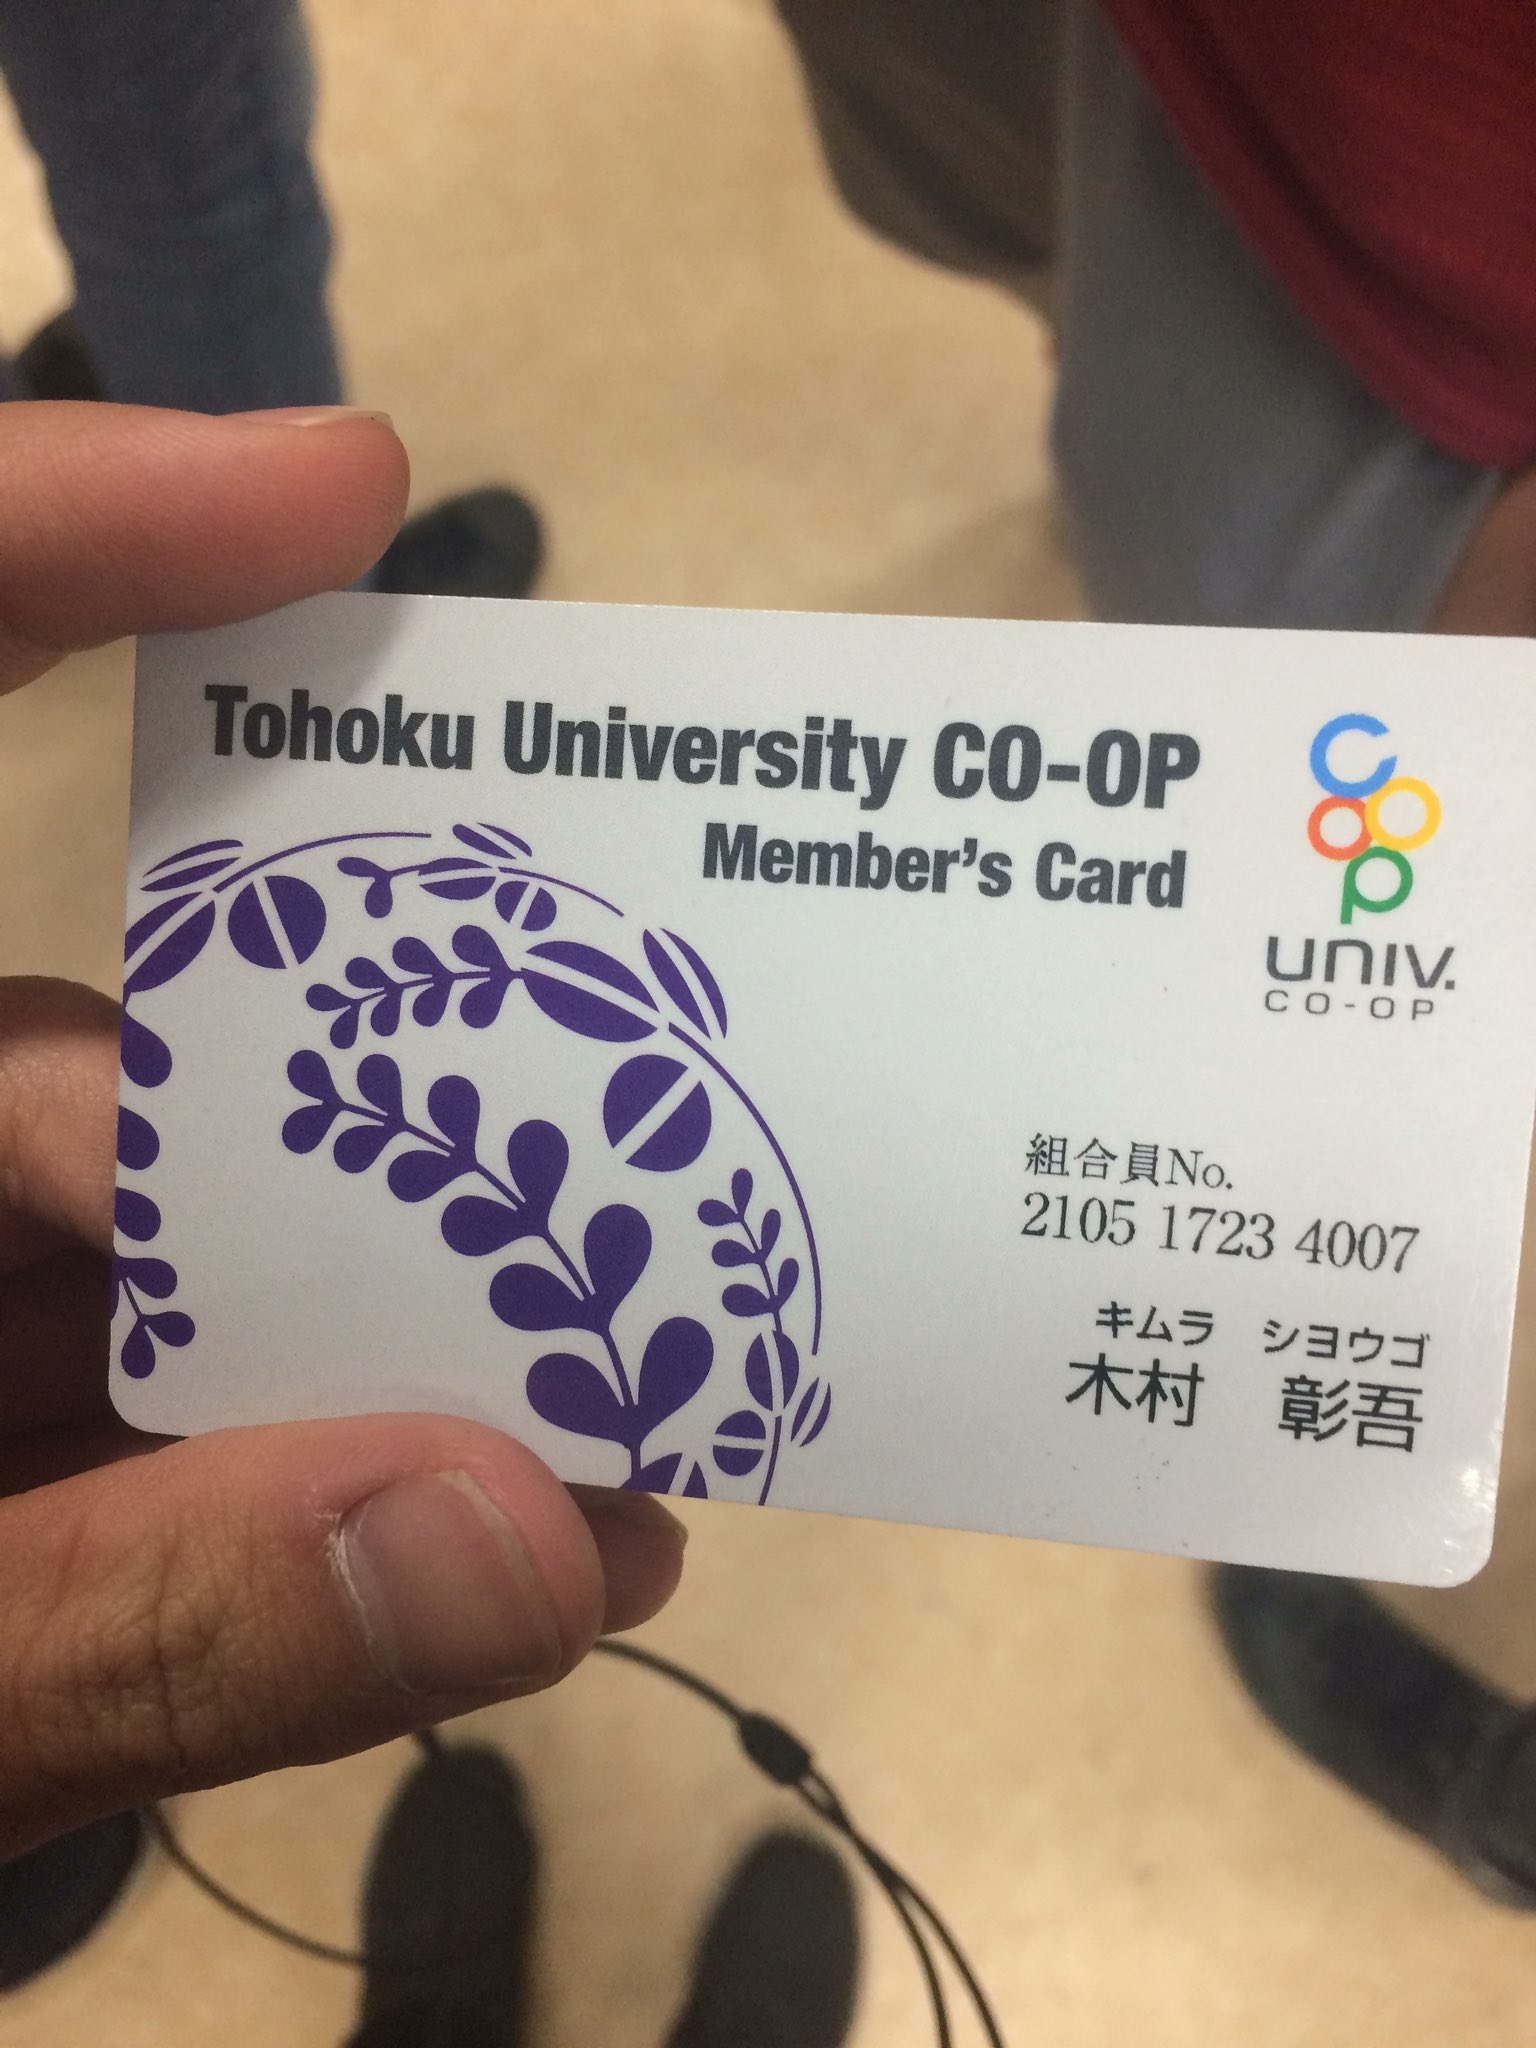 Tohoku University CO-OP
Member's Card
coop
UNIV.
CO-OP
組合員No.
2105 1723 4007
キムラ ショウゴ
木村 彰吾